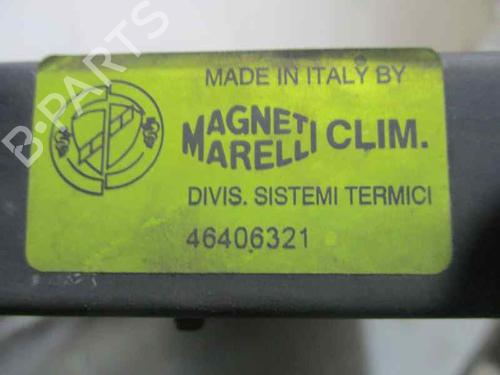 MADE IN ITALY BY
MAGNETI
MARELLI CLIM.
DIVIS. SISTEMI TERMICI
46406321
B-PARTS